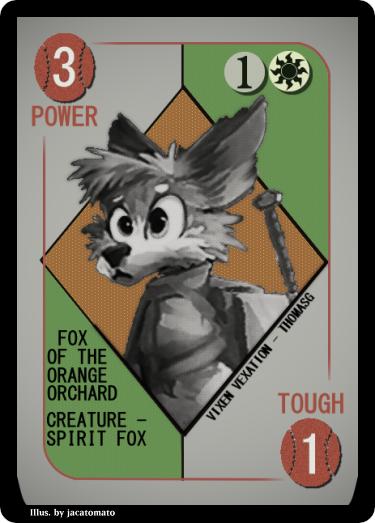 3
POWER
1
FOX
OF THE
ORANGE
ORCHARD
CREATURE –
SPIRIT FOX
VIXEN VEXATION – THOMASG
TOUGH
1
Illus. by jacatomato